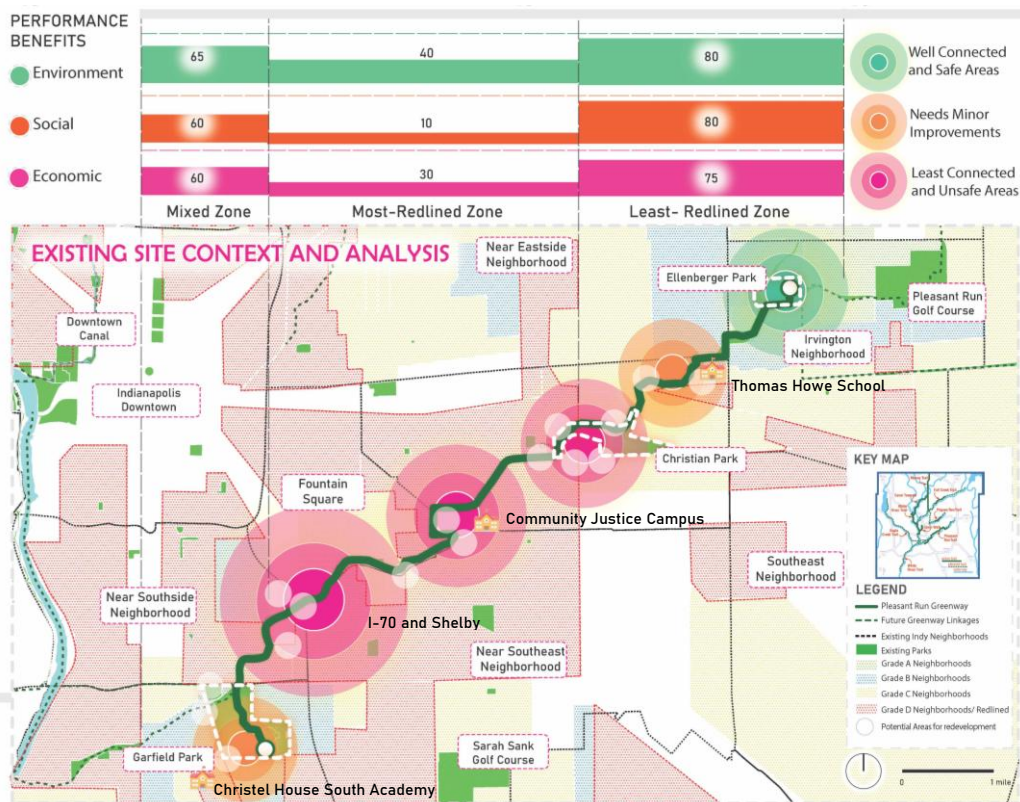 PERFORMANCE
BENEFITS
Environment
Social
Economic
65
40
80
60
10
80
60
30
75
Mixed Zone
Most-Redlined Zone
Least- Redlined Zone
Well Connected
and Safe Areas
Needs Minor
Improvements
Least Connected
and Unsafe Areas
EXISTING SITE CONTEXT AND ANALYSIS
Near Eastside
Neighborhood
Ellenberger Park
Pleasant Run
Golf Course
Downtown
Canal
Irvington
Neighborhood
Indianapolis
Downtown
Thomas Howe School
Christian Park
Fountain
Square
Community Justice Campus
Southeast
Neighborhood
Near Southside
Neighborhood
I-70 and Shelby
Near Southeast
Neighborhood
Garfield Park
Sarah Sank
Golf Course
Christel House South Academy
KEY MAP
LEGEND
Pleasant Run Greenway
Future Greenway Linkages
Existing Indy Neighborhoods
Existing Parks
Grade A Neighborhoods
Grade B Neighborhoods
Grade C Neighborhoods
Grade D Neighborhoods/ Redlined
Potential Areas for redevelopment
0
1 mile